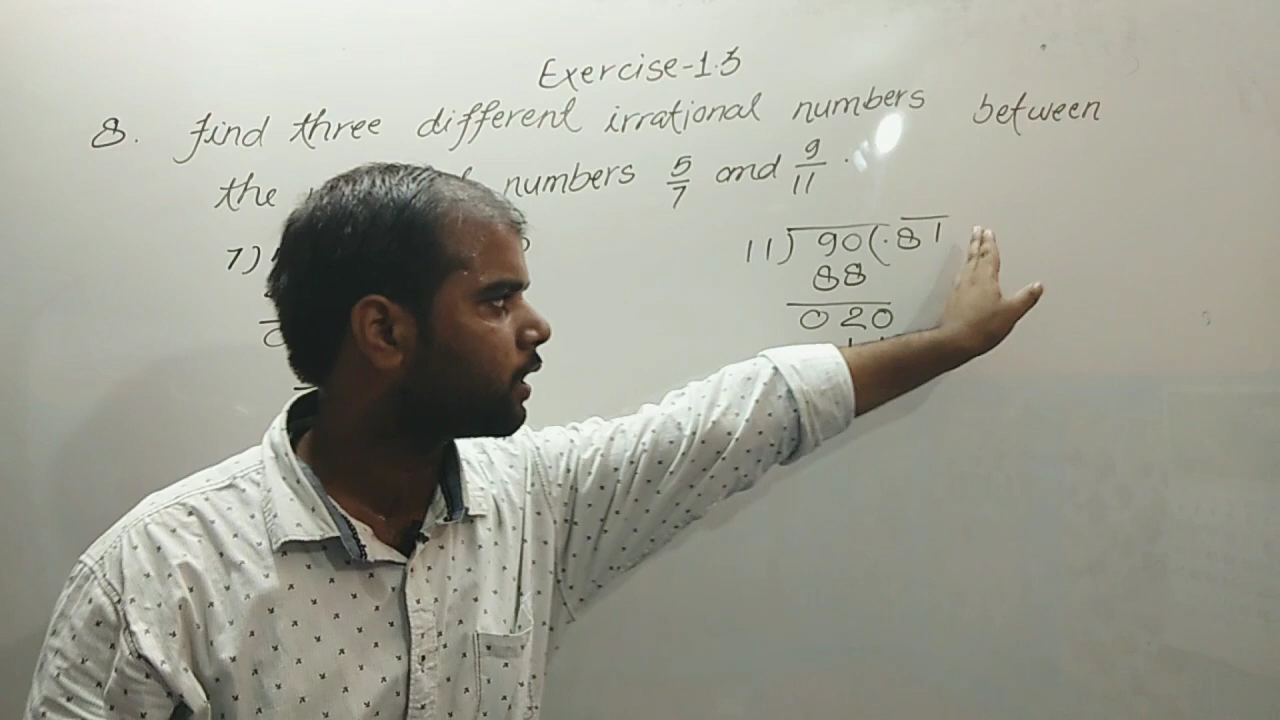 Exercise-1.3
8. find three different irrational numbers between
the numbers 5/7 and 9/11.
7)
11) 90(.81
88
020